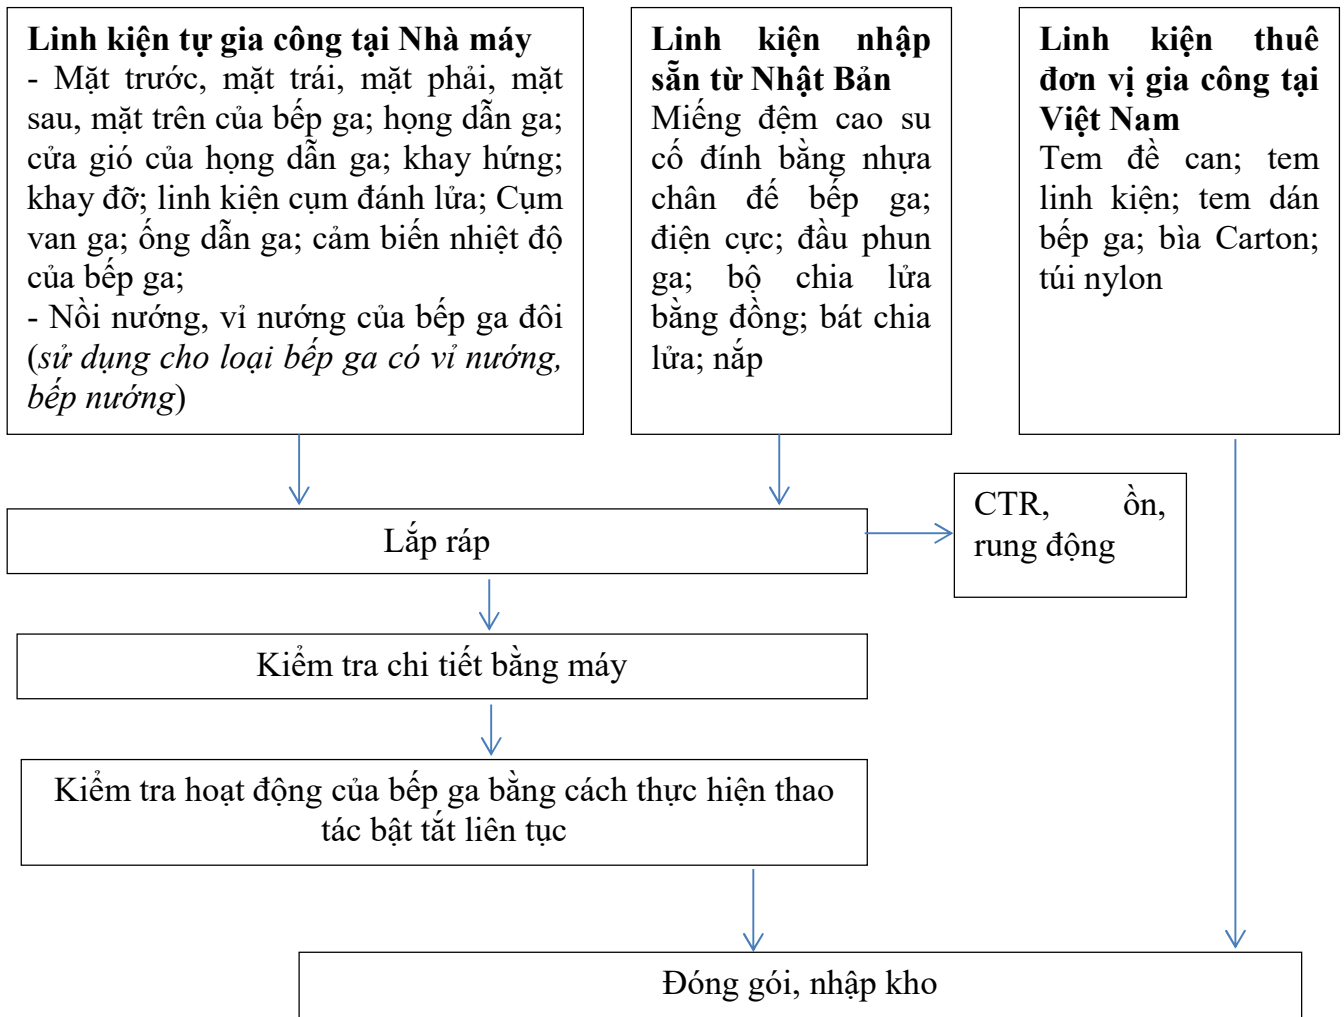 Linh kiện tự gia công tại Nhà máy
- Mặt trước, mặt trái, mặt phải, mặt
sau, mặt trên của bếp ga; họng dẫn ga;
cửa gió của họng dẫn ga; khay hứng;
khay đỡ; linh kiện cụm đánh lửa; Cụm
van ga; ống dẫn ga; cảm biến nhiệt độ
của bếp ga;
- Nồi nướng, vỉ nướng của bếp ga đôi
(sử dụng cho loại bếp ga có vỉ nướng,
bếp nướng)
Linh kiện nhập
sẵn từ Nhật Bản
Miếng đệm cao su
cố đính bằng nhựa
chân đế bếp ga;
điện cực; đầu phun
ga; bộ chia lửa
bằng đồng; bát chia
lửa; nắp
Linh kiện thuê
đơn vị gia công tại
Việt Nam
Tem đề can; tem
linh kiện; tem dán
bếp ga; bìa Carton;
túi nylon
Lắp ráp
CTR, ồn,
rung động
Kiểm tra chi tiết bằng máy
Kiểm tra hoạt động của bếp ga bằng cách thực hiện thao
tác bật tắt liên tục
Đóng gói, nhập kho